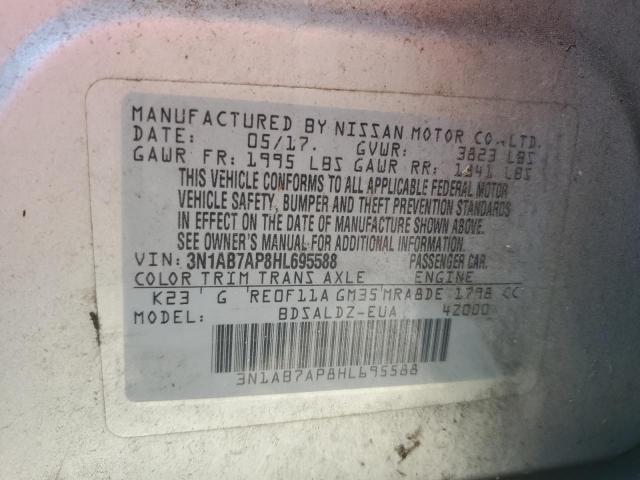 MANUFACTURED BY NISSAN MOTOR CO.,LTD.
DATE: 05/17. GVWR: 3823 LBS
GAWR FR: 1995 LBS GAWR RR: 1841 LBS
THIS VEHICLE CONFORMS TO ALL APPLICABLE FEDERAL MOTOR
VEHICLE SAFETY, BUMPER AND THEFT PREVENTION STANDARDS
IN EFFECT ON THE DATE OF MANUFACTURE SHOWN ABOVE.
SEE OWNER'S MANUAL FOR ADDITIONAL INFORMATION.
VIN: 3N1AB7AP8HL695588 PASSENGER CAR.
COLOR TRIM TRANS AXLE ENGINE
K23 G RE0F11A GM35 MRA8DE 1798 CC
MODEL: BDSALDZ-EUA 4Z000
3N1AB7AP8HL695588